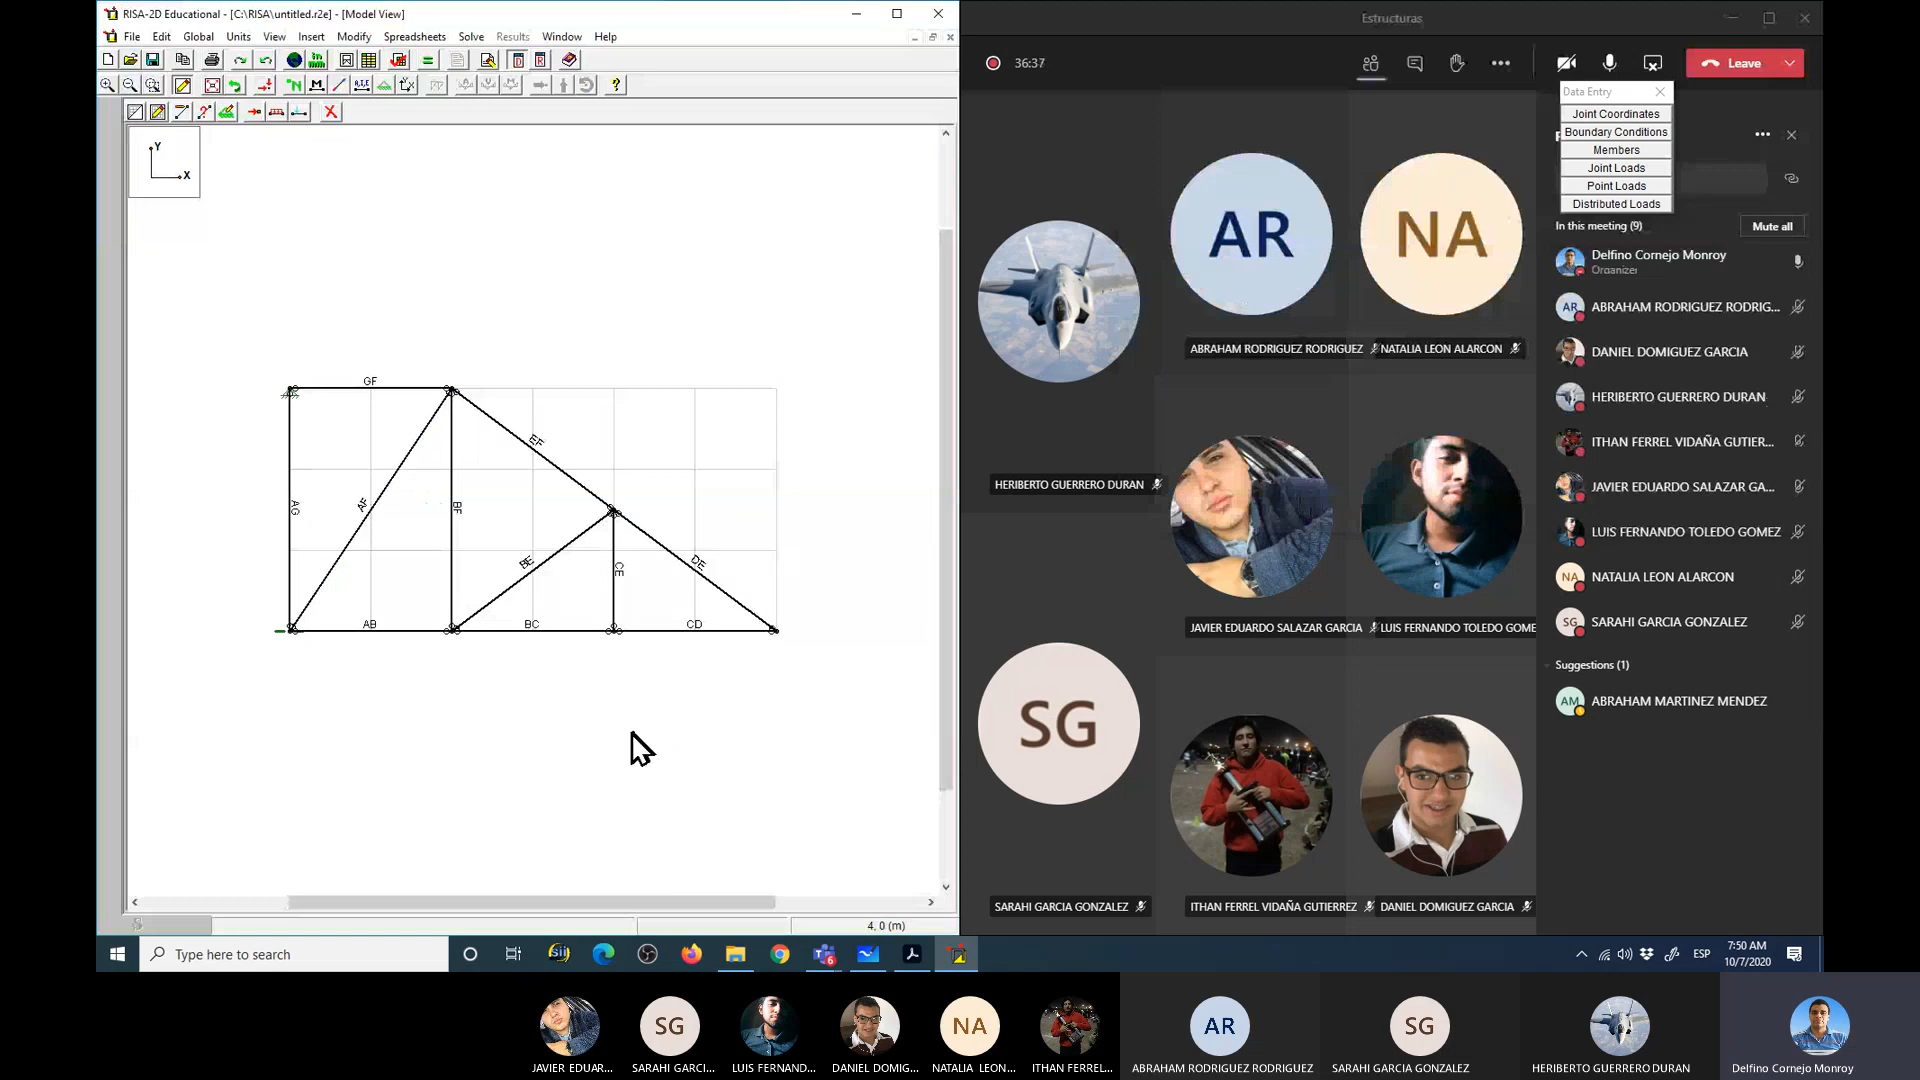 RISA-2D Educational - [C:\RISA\untitled.r2e] - [Model View]
File Edit Global Units View Insert Modify Spreadsheets Solve Results Window Help
Y
X
GF
EF
AF
AG
BF
BE
CE
DE
AB
BC
CD
4, 0 (m)
Type here to search
ESP
7:50 AM
10/7/2020
Estructuras
36:37
Leave
Data Entry
Joint Coordinates
Boundary Conditions
Members
Joint Loads
Point Loads
Distributed Loads
In this meeting (9)
Mute all
Delfino Cornejo Monroy
Organizer
AR ABRAHAM RODRIGUEZ RODRIG...
DANIEL DOMIGUEZ GARCIA
HERIBERTO GUERRERO DURAN
ITHAN FERREL VIDAÑA GUTIER...
JAVIER EDUARDO SALAZAR GA...
LUIS FERNANDO TOLEDO GOMEZ
NA NATALIA LEON ALARCON
SG SARAHI GARCIA GONZALEZ
Suggestions (1)
AM ABRAHAM MARTINEZ MENDEZ
AR
NA
ABRAHAM RODRIGUEZ RODRIGUEZ
NATALIA LEON ALARCON
HERIBERTO GUERRERO DURAN
JAVIER EDUARDO SALAZAR GARCIA
LUIS FERNANDO TOLEDO GOME
SG
SARAHI GARCIA GONZALEZ
ITHAN FERREL VIDAÑA GUTIERREZ
DANIEL DOMIGUEZ GARCIA
SG
NA
AR
SG
JAVIER EDUAR...
SARAHI GARCI...
LUIS FERNAND...
DANIEL DOMIG...
NATALIA LEON...
ITHAN FERREL...
ABRAHAM RODRIGUEZ RODRIGUEZ
SARAHI GARCIA GONZALEZ
HERIBERTO GUERRERO DURAN
Delfino Cornejo Monroy